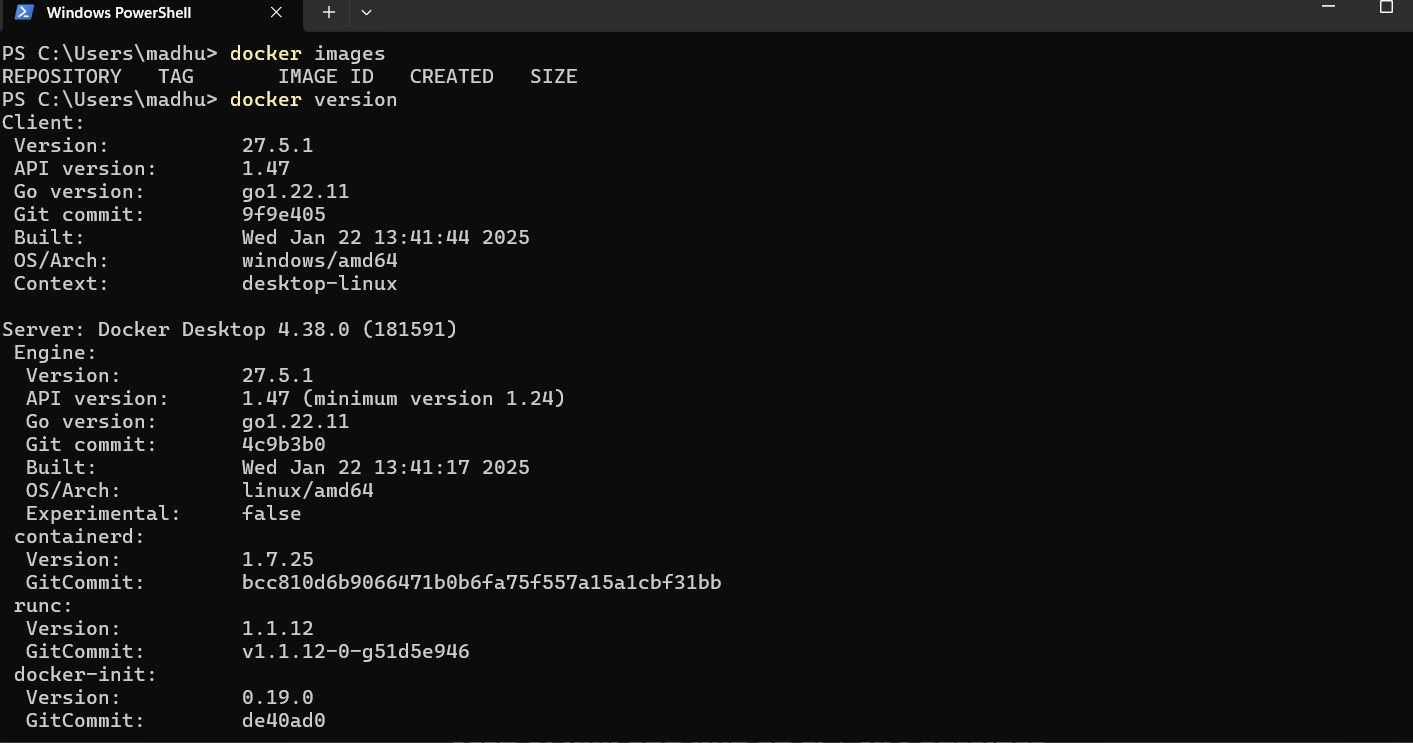 Windows PowerShell
PS C:\Users\madhu> docker images
REPOSITORY   TAG       IMAGE ID   CREATED   SIZE
PS C:\Users\madhu> docker version
Client:
 Version:           27.5.1
 API version:       1.47
 Go version:        go1.22.11
 Git commit:        9f9e405
 Built:             Wed Jan 22 13:41:44 2025
 OS/Arch:           windows/amd64
 Context:           desktop-linux

Server: Docker Desktop 4.38.0 (181591)
 Engine:
  Version:          27.5.1
  API version:      1.47 (minimum version 1.24)
  Go version:       go1.22.11
  Git commit:       4c9b3b0
  Built:            Wed Jan 22 13:41:17 2025
  OS/Arch:          linux/amd64
  Experimental:     false
 containerd:
  Version:          1.7.25
  GitCommit:        bcc810d6b9066471b0b6fa75f557a15a1cbf31bb
 runc:
  Version:          1.1.12
  GitCommit:        v1.1.12-0-g51d5e946
 docker-init:
  Version:          0.19.0
  GitCommit:        de40ad0